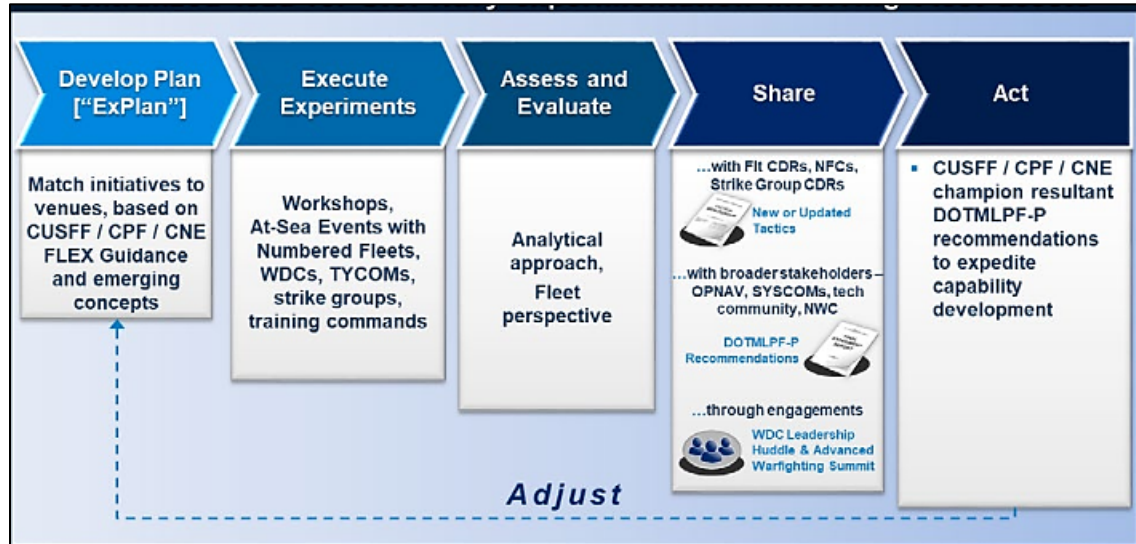 Develop Plan
["ExPlan"]
Execute
Experiments
Assess and
Evaluate
Share
Act
Match initiatives to
venues, based on
CUSFF / CPF / CNE
FLEX Guidance
and emerging
concepts
Workshops,
At-Sea Events with
Numbered Fleets,
WDCs, TYCOMs,
strike groups,
training commands
Analytical
approach,
Fleet
perspective
...with Flt CDRs, NFCs,
Strike Group CDRs
New or Updated
Tactics
...with broader stakeholders –
OPNAV, SYSCOMs, tech
community, NWC
DOTMLPF-P
Recommendations
...through engagements
WDC Leadership
Huddle & Advanced
Warfighting Summit
▪ CUSFF / CPF / CNE
champion resultant
DOTMLPF-P
recommendations
to expedite
capability
development
Adjust